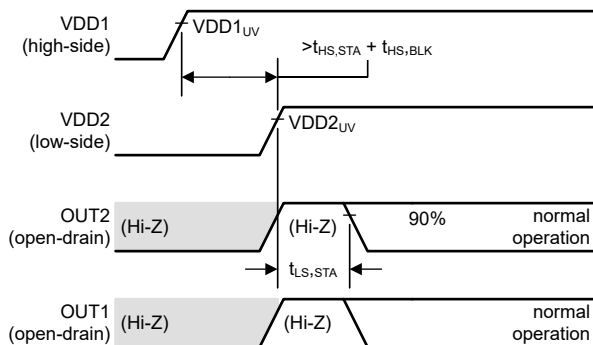 VDD1
(high-side)
VDD1UV
>tHS,STA + tHS,BLK
VDD2
(low-side)
VDD2UV
OUT2
(open-drain)
(Hi-Z)
(Hi-Z)
90%
normal
operation
tLS,STA
OUT1
(open-drain)
(Hi-Z)
(Hi-Z)
normal
operation